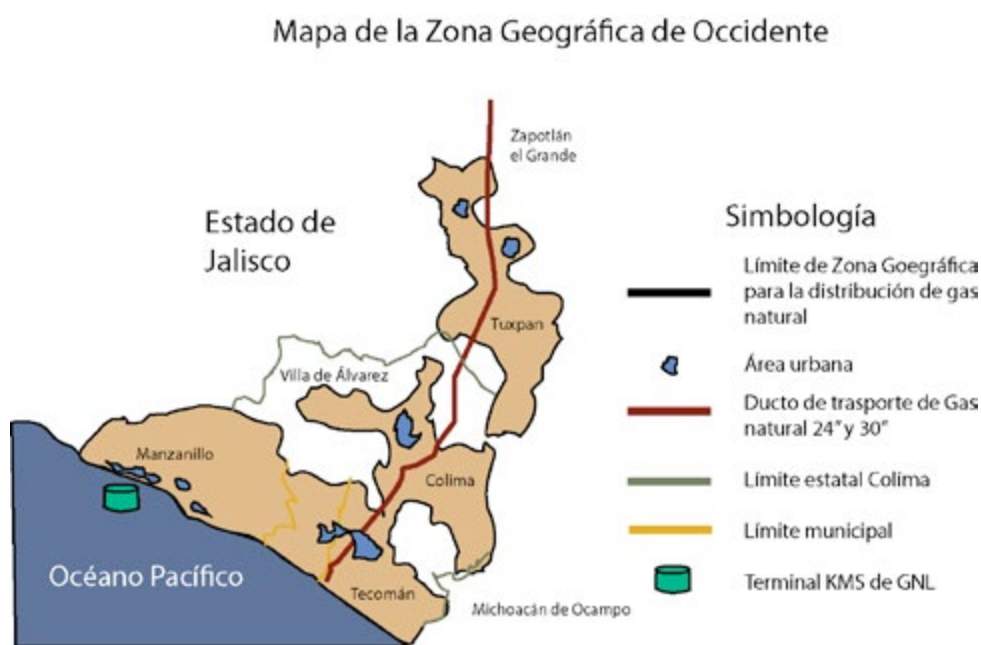 Mapa de la Zona Geográfica de Occidente
Zapotlán
el Grande
Estado de
Jalisco
Tuxpan
Villa de Álvarez
Manzanillo
Colima
Océano Pacífico
Tecomán
Michoacán de Ocampo
Simbología
Límite de Zona Goegráfica
para la distribución de gas
natural
Área urbana
Ducto de trasporte de Gas
natural 24" y 30"
Límite estatal Colima
Límite municipal
Terminal KMS de GNL